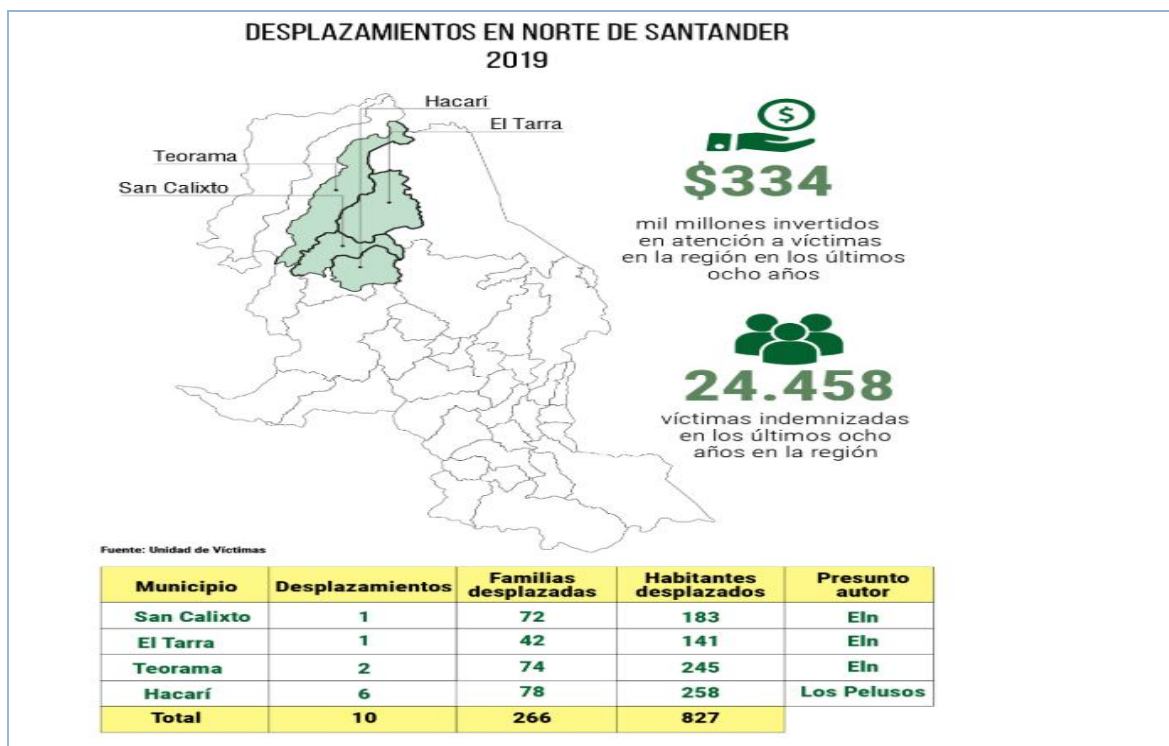 DESPLAZAMIENTOS EN NORTE DE SANTANDER
2019
Hacarí
El Tarra
Teorama
San Calixto
$
$334
mil millones invertidos
en atención a víctimas
en la región en los últimos
ocho años
24.458
víctimas indemnizadas
en los últimos ocho
años en la región
Fuente: Unidad de Víctimas
Municipio Desplazamientos Familias desplazadas Habitantes desplazados Presunto autor
San Calixto 1 72 183 Eln
El Tarra 1 42 141 Eln
Teorama 2 74 245 Eln
Hacarí 6 78 258 Los Pelusos
Total 10 266 827